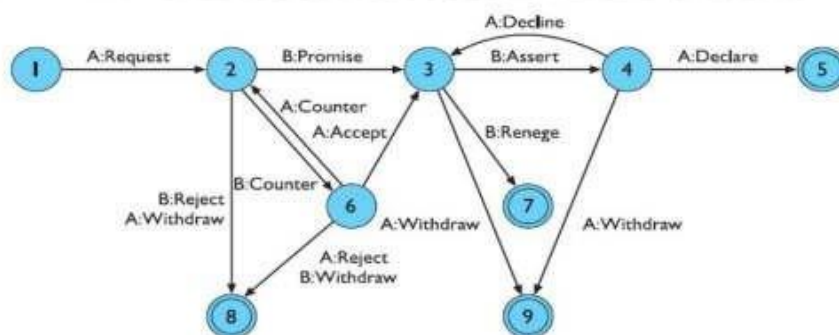 A:Decline
1
A:Request
2
B:Promise
3
B:Assert
4
A:Declare
5
A:Counter
A:Accept
B:Renege
B:Reject
A:Withdraw
B:Counter
6
7
A:Withdraw
A:Withdraw
A:Reject
B:Withdraw
8
9